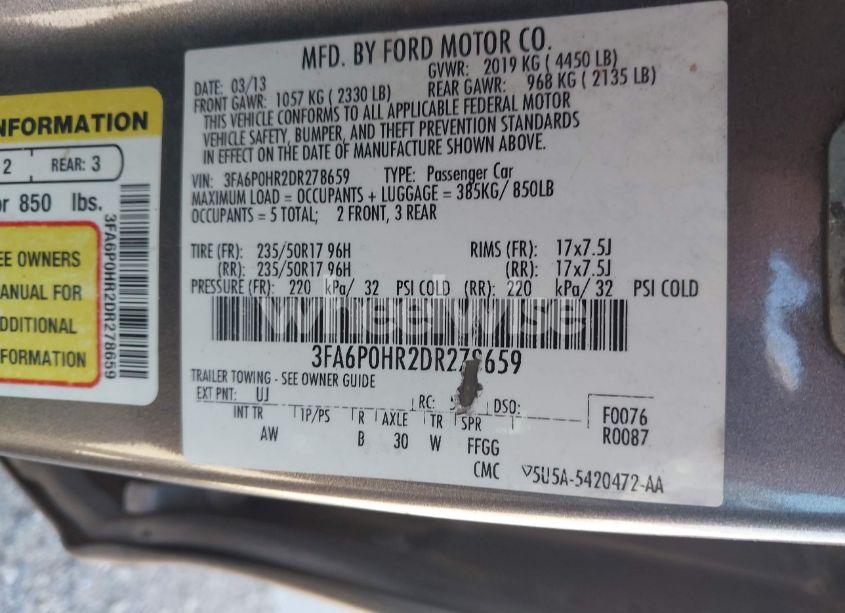 MFD. BY FORD MOTOR CO.
DATE: 03/13 GVWR: 2019 KG ( 4450 LB)
FRONT GAWR: 1057 KG ( 2330 LB) REAR GAWR: 968 KG ( 2135 LB)
THIS VEHICLE CONFORMS TO ALL APPLICABLE FEDERAL MOTOR
VEHICLE SAFETY, BUMPER, AND THEFT PREVENTION STANDARDS
IN EFFECT ON THE DATE OF MANUFACTURE SHOWN ABOVE.
VIN: 3FA6P0HR2DR278659 TYPE: Passenger Car
MAXIMUM LOAD = OCCUPANTS + LUGGAGE = 385KG/ 850LB
OCCUPANTS = 5 TOTAL; 2 FRONT, 3 REAR
TIRE (FR): 235/50R17 96H RIMS (FR): 17x7.5J
(RR): 235/50R17 96H (RR): 17x7.5J
PRESSURE (FR): 220 kPa/ 32 PSI COLD (RR): 220 kPa/ 32 PSI COLD
Wheelwise
3FA6P0HR2DR278659
TRAILER TOWING - SEE OWNER GUIDE
EXT PNT: UJ RC: DSO:
INT TR TP/PS R AXLE TR SPR
AW B 30 W FFGG
CMC
F0076
R0087
5U5A-5420472-AA
NFORMATION
2 REAR: 3
or 850 lbs.
EE OWNERS
ANUAL FOR
DDITIONAL
FORMATION
3FA6P0HR2DR278659